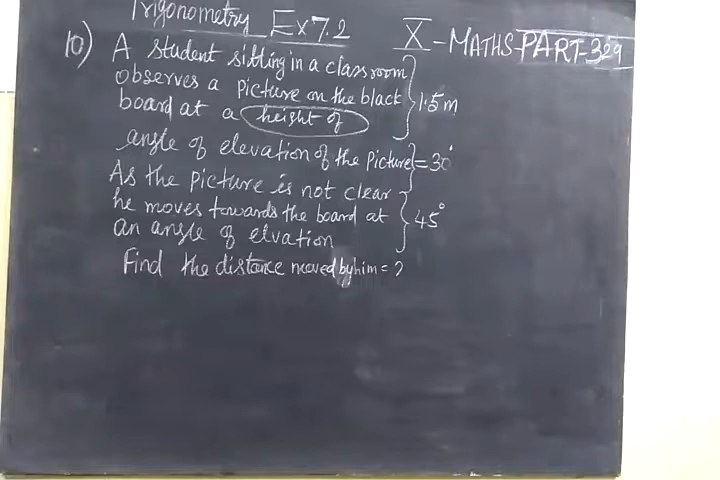 Trigonometry Ex 7.2 X - MATHS - PART - 329
10) A student sitting in a classroom
observes a picture on the black
board at a height of } 1.5 m
angle of elevation of the picture } = 30°
As the picture is not clear
he moves towards the board at
an angle of elvation } 45°
Find the distance moved by him = ?